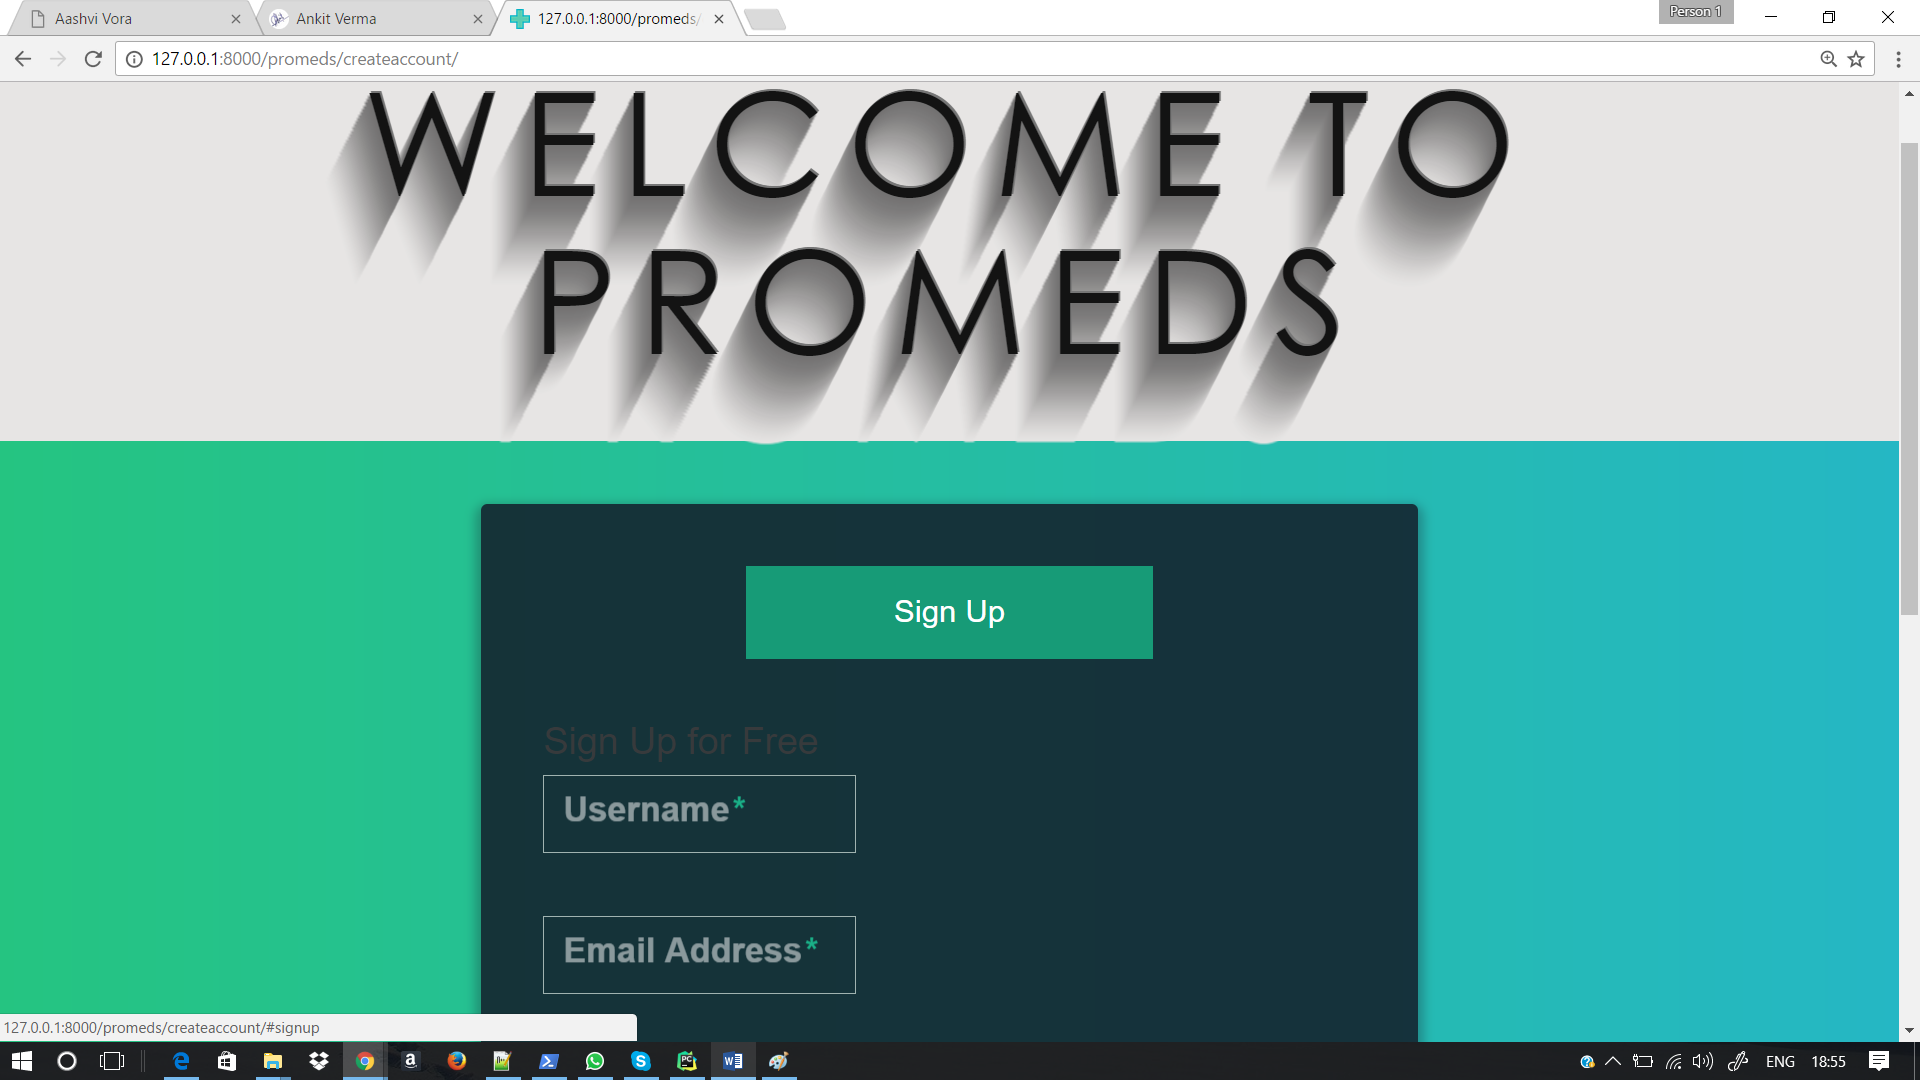 Aashvi Vora
Ankit Verma
127.0.0.1:8000/promeds/
Person 1
127.0.0.1:8000/promeds/createaccount/
WELCOME TO
PROMEDS
Sign Up
Sign Up for Free
Username*
Email Address*
127.0.0.1:8000/promeds/createaccount/#signup
ENG 18:55